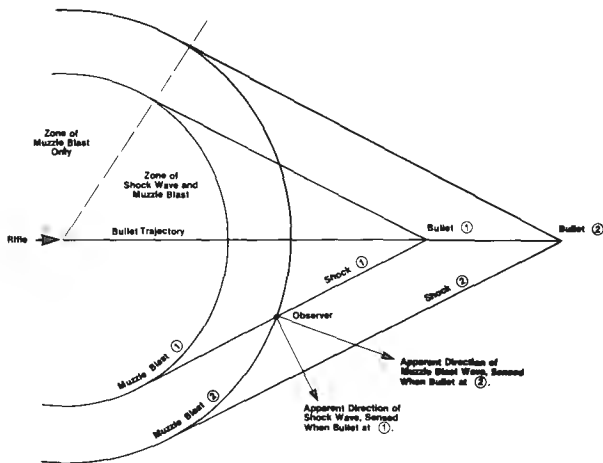 Zone of
Muzzle Blast
Only
Zone of
Shock Wave and
Muzzle Blast
Rifle
Bullet Trajectory
Bullet ①
Bullet ②
Shock ①
Shock ②
Observer
Muzzle Blast ①
Muzzle Blast ②
Apparent Direction of
Muzzle Blast Wave, Sensed
When Bullet at ②.
Apparent Direction of
Shock Wave, Sensed
When Bullet at ①.